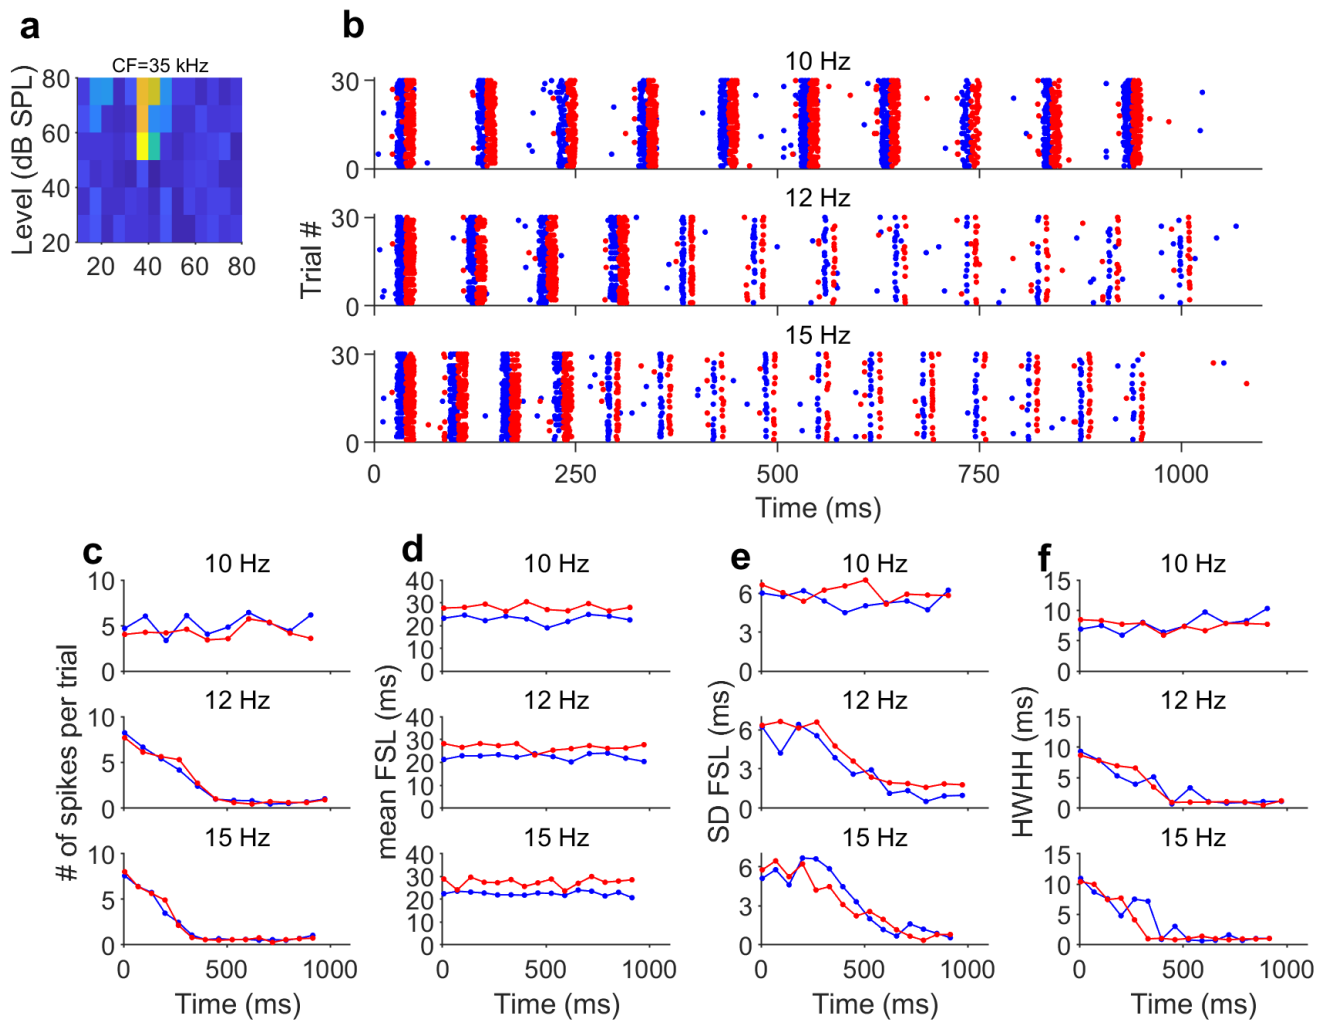 a
CF=35 kHz
Level (dB SPL)
80
60
40
20
20 40 60 80
b
10 Hz
30
0
12 Hz
30
0
15 Hz
30
0
Trial #
0 250 500 750 1000
Time (ms)
c
10 Hz
10
5
0
12 Hz
10
5
0
15 Hz
10
5
0
# of spikes per trial
0 500 1000
Time (ms)
d
10 Hz
40
30
20
10
0
12 Hz
40
30
20
10
0
15 Hz
40
30
20
10
0
mean FSL (ms)
0 500 1000
Time (ms)
e
10 Hz
6
3
0
12 Hz
6
3
0
15 Hz
6
3
0
SD FSL (ms)
0 500 1000
Time (ms)
f
10 Hz
15
10
5
0
12 Hz
15
10
5
0
15 Hz
15
10
5
0
HWHH (ms)
0 500 1000
Time (ms)